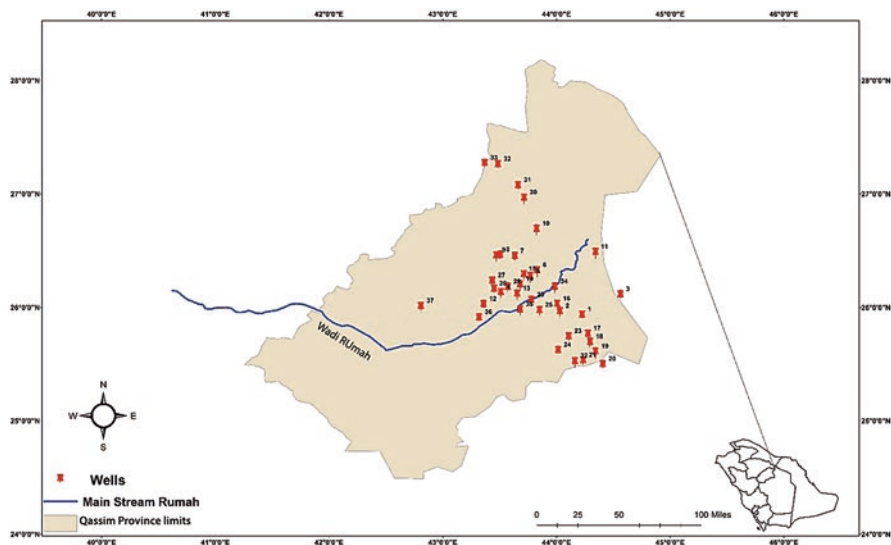 40°0'0"E 41°0'0"E 42°0'0"E 43°0'0"E 44°0'0"E 45°0'0"E 46°0'0"E
28°0'0"N 28°0'0"N
33 32
31
30
27°0'0"N 27°0'0"N
10
11
7
6
27
34
3
37
12
13
16
26°0'0"N 26°0'0"N
36
25
2
1
Wadi RUmah
23
17
18
24
19
20
25°0'0"N 25°0'0"N
N
W E
S
Wells
Main Stream Rumah
Qassim Province limits
0 25 50 100 Miles
24°0'0"N 24°0'0"N
40°0'0"E 41°0'0"E 42°0'0"E 43°0'0"E 44°0'0"E 45°0'0"E 46°0'0"E